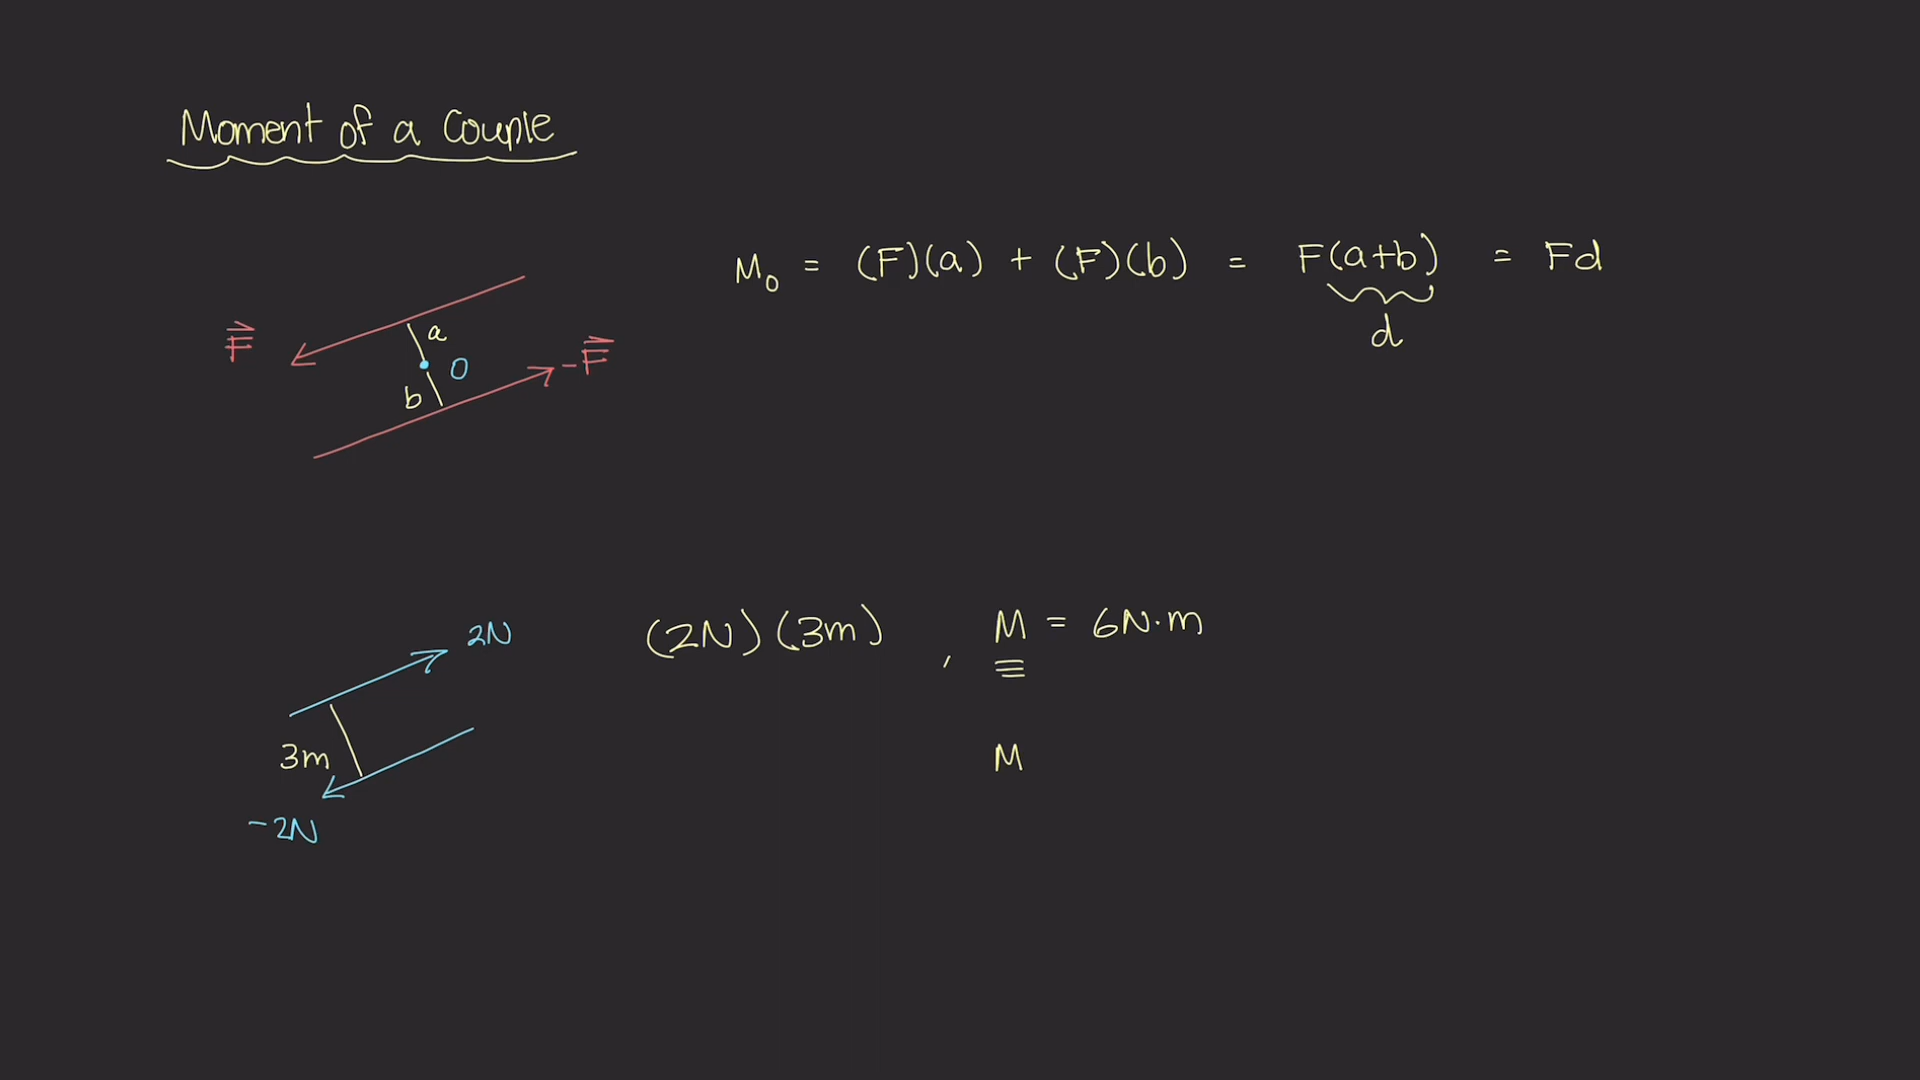 Moment of a Couple
M₀ = (F)(a) + (F)(b) = F(a+b) = Fd
d
F⃗
a
O
-F⃗
b
2N
(2N)(3m) , M = 6N·m
3m
M
-2N